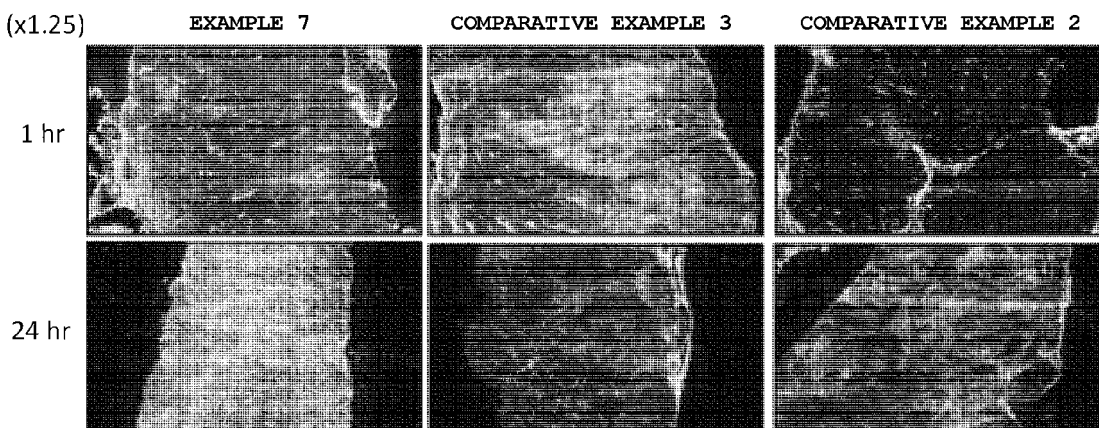 (x1.25) EXAMPLE 7 COMPARATIVE EXAMPLE 3 COMPARATIVE EXAMPLE 2
1 hr
24 hr